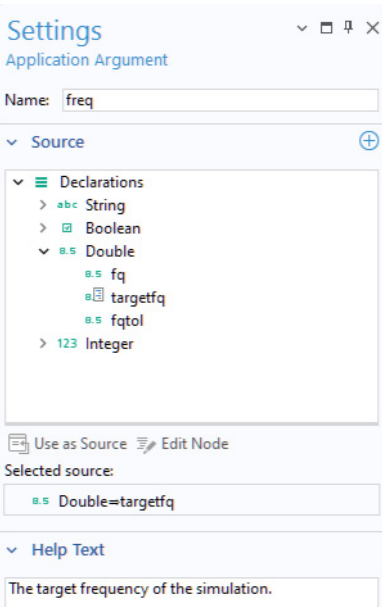 Settings
Application Argument
Name: freq
Source
Declarations
abc String
Boolean
8.5 Double
8.5 fq
8. targetfq
8.5 fqtol
123 Integer
Use as Source Edit Node
Selected source:
8.5 Double=targetfq
Help Text
The target frequency of the simulation.